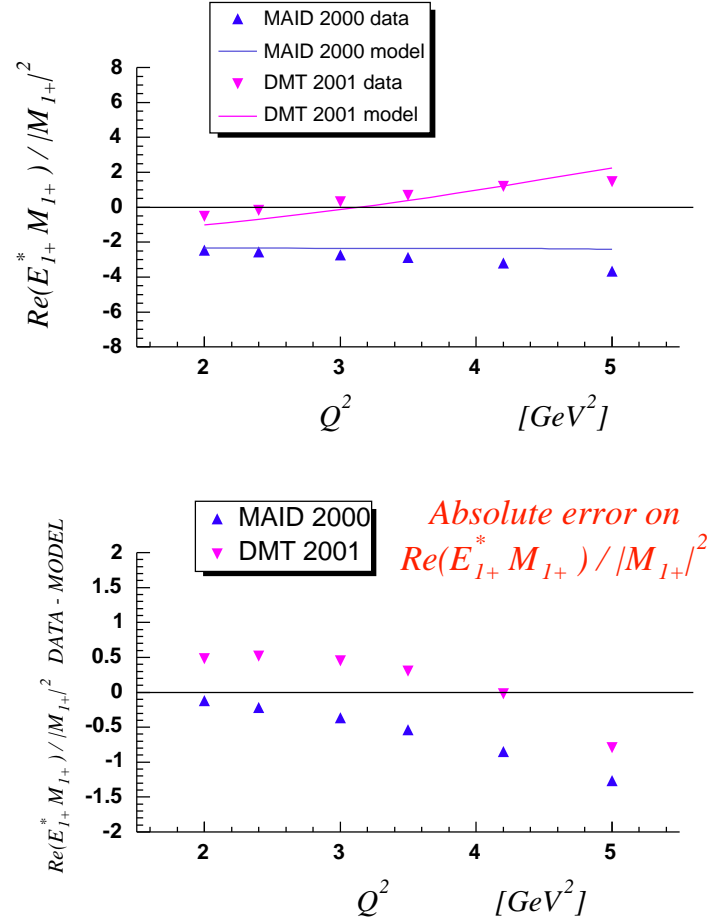 MAID 2000 data
MAID 2000 model
DMT 2001 data
DMT 2001 model
Re(E*1+ M1+ ) / |M1+|2
8
6
4
2
0
-2
-4
-6
-8
2 3 4 5
Q2 [GeV2]
MAID 2000
DMT 2001
Absolute error on
Re(E*1+ M1+ ) / |M1+|2
Re(E*1+ M1+ ) / |M1+|2 DATA - MODEL
2
1.5
1
0.5
0
-0.5
-1
-1.5
-2
2 3 4 5
Q2 [GeV2]